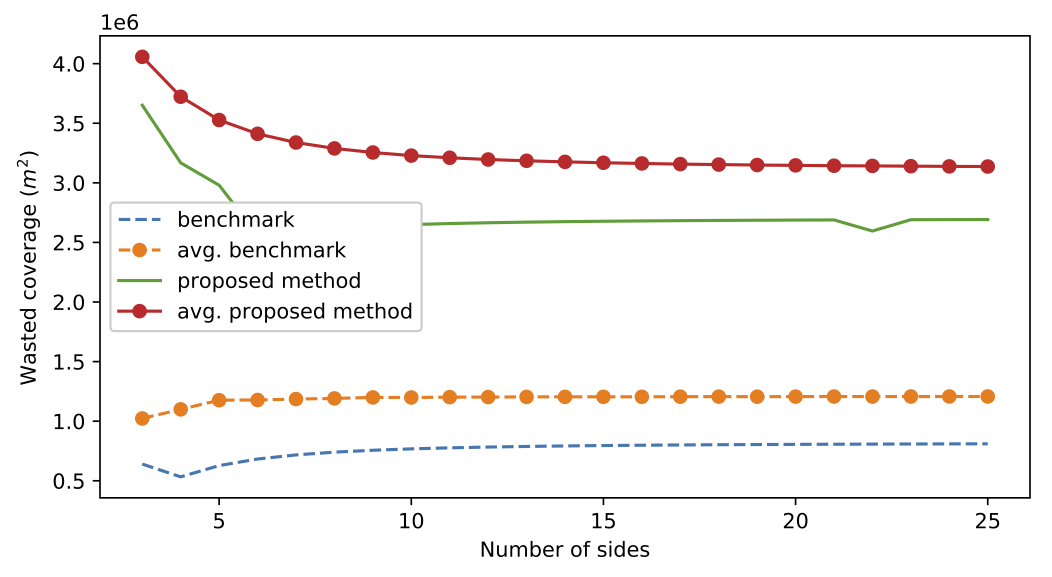 1e6
Wasted coverage (m²)
4.0
3.5
3.0
2.5
2.0
1.5
1.0
0.5
benchmark
avg. benchmark
proposed method
avg. proposed method
5 10 15 20 25
Number of sides